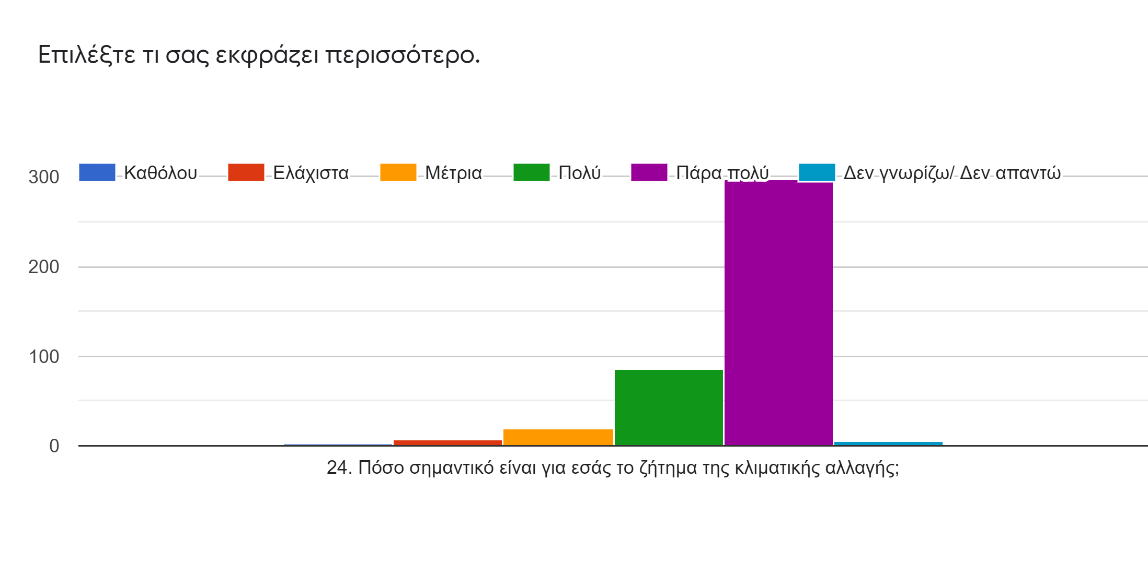 Επιλέξτε τι σας εκφράζει περισσότερο.
Καθόλου Ελάχιστα Μέτρια Πολύ Πάρα πολύ Δεν γνωρίζω/ Δεν απαντώ
300
200
100
0
24. Πόσο σημαντικό είναι για εσάς το ζήτημα της κλιματικής αλλαγής;